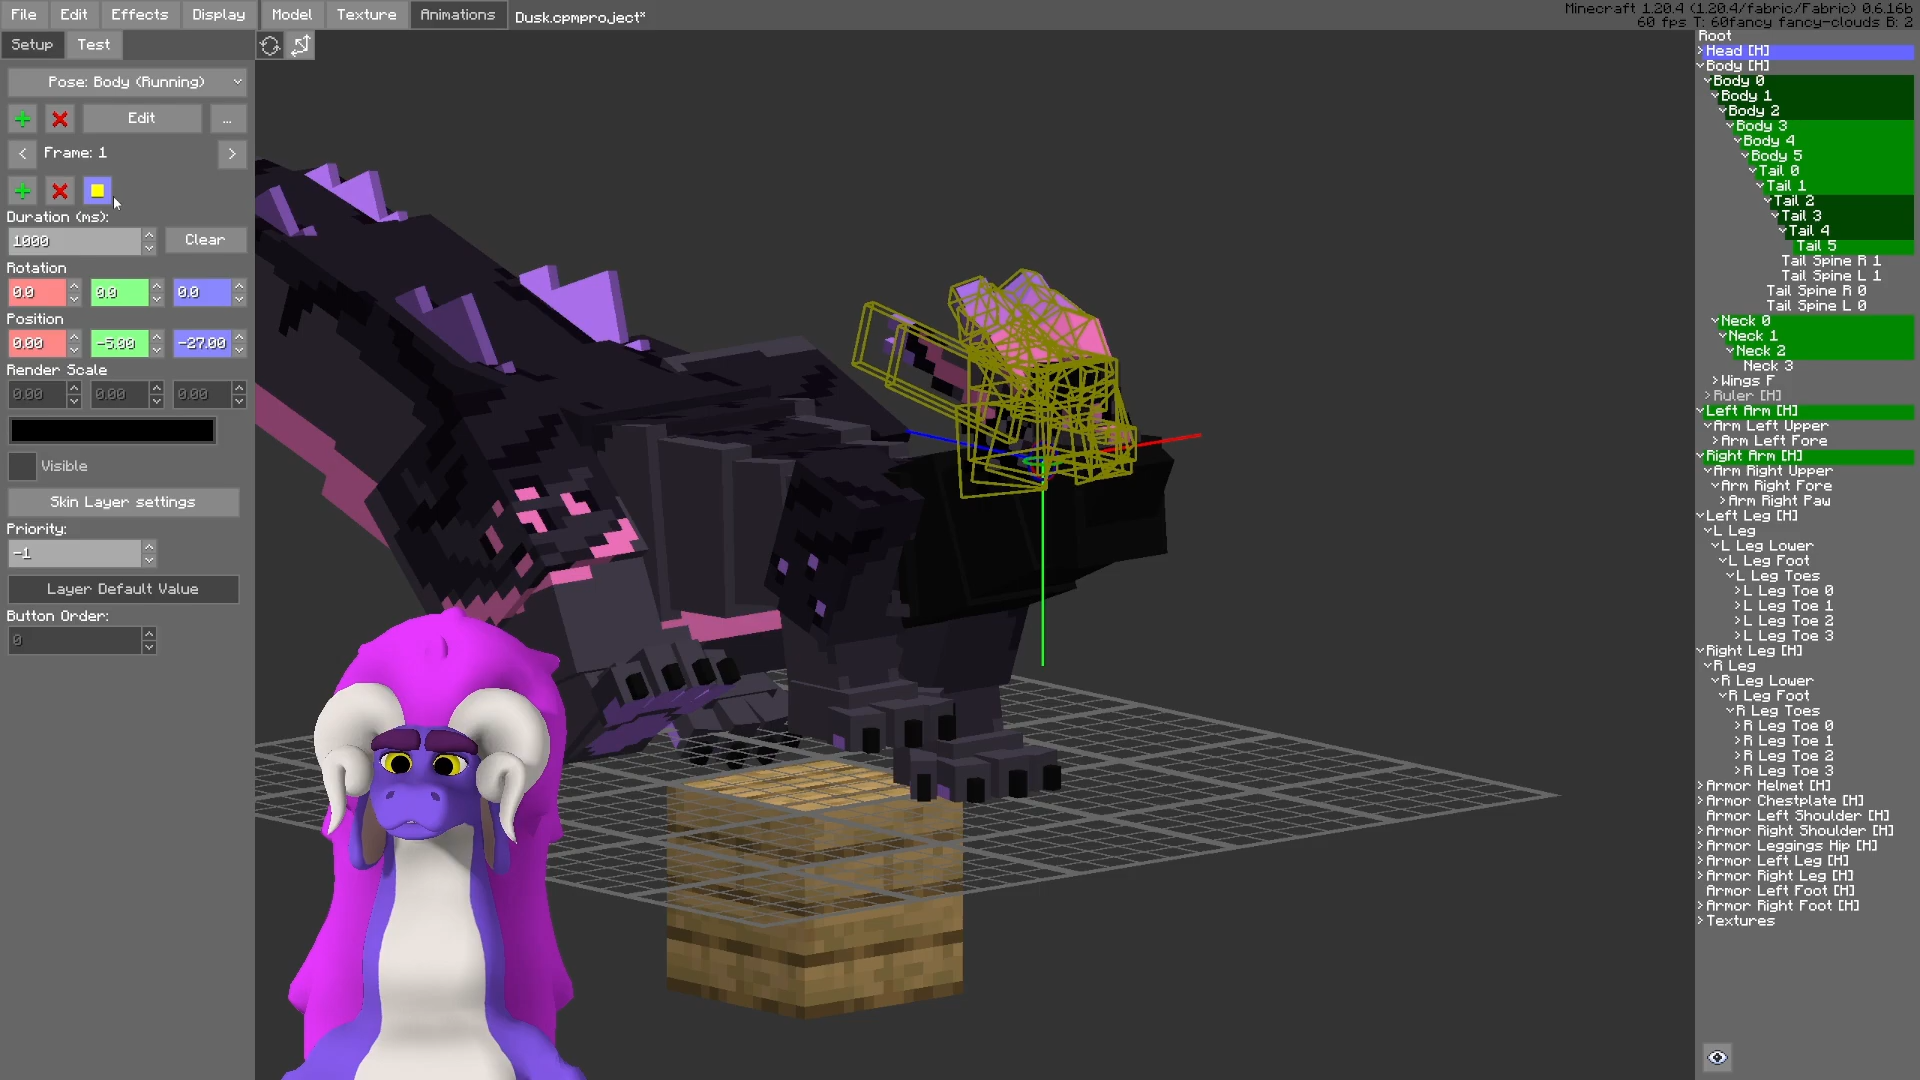 File Edit Effects Display Model Texture Animations Dusk.cpmproject*
Minecraft 1.20.4 (1.20.4/fabric/Fabric) 0.6.16b
60 fps T: 60fancy fancy-clouds B: 2
Setup Test
Pose: Body (Running)
Edit ...
< Frame: 1 >
Duration (ms):
1000 Clear
Rotation
0.0 0.0 0.0
Position
0.00 -5.00 -27.00
Render Scale
0.00 0.00 0.00
Visible
Skin Layer settings
Priority:
-1
Layer Default Value
Button Order:
0
Root
Head [H]
Body [H]
Body 0
Body 1
Body 2
Body 3
Body 4
Body 5
Tail 0
Tail 1
Tail 2
Tail 3
Tail 4
Tail 5
Tail Spine R 1
Tail Spine L 1
Tail Spine R 0
Tail Spine L 0
Neck 0
Neck 1
Neck 2
Neck 3
Wings F
Ruler [H]
Left Arm [H]
Arm Left Upper
Arm Left Fore
Right Arm [H]
Arm Right Upper
Arm Right Fore
Arm Right Paw
Left Leg [H]
L Leg
L Leg Lower
L Leg Foot
L Leg Toes
L Leg Toe 0
L Leg Toe 1
L Leg Toe 2
L Leg Toe 3
Right Leg [H]
R Leg
R Leg Lower
R Leg Foot
R Leg Toes
R Leg Toe 0
R Leg Toe 1
R Leg Toe 2
R Leg Toe 3
Armor Helmet [H]
Armor Chestplate [H]
Armor Left Shoulder [H]
Armor Right Shoulder [H]
Armor Leggings Hip [H]
Armor Left Leg [H]
Armor Right Leg [H]
Armor Left Foot [H]
Armor Right Foot [H]
Textures